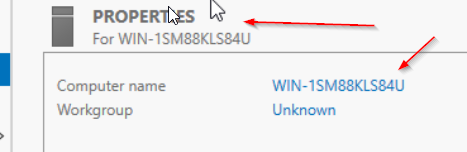 PROPERTIES
For WIN-1SM88KLS84U
Computer name WIN-1SM88KLS84U
Workgroup Unknown